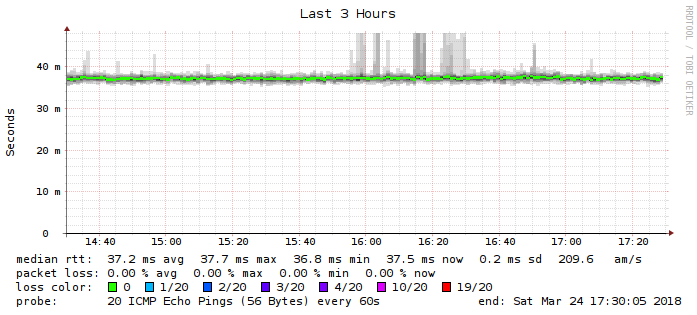 Last 3 Hours
RRDTOOL / TOBI OETIKER
Seconds
40 m
30 m
20 m
10 m
0
14:40 15:00 15:20 15:40 16:00 16:20 16:40 17:00 17:20
median rtt: 37.2 ms avg 37.7 ms max 36.8 ms min 37.5 ms now 0.2 ms sd 209.6 am/s
packet loss: 0.00 % avg 0.00 % max 0.00 % min 0.00 % now
loss color: 0 1/20 2/20 3/20 4/20 10/20 19/20
probe: 20 ICMP Echo Pings (56 Bytes) every 60s end: Sat Mar 24 17:30:05 2018